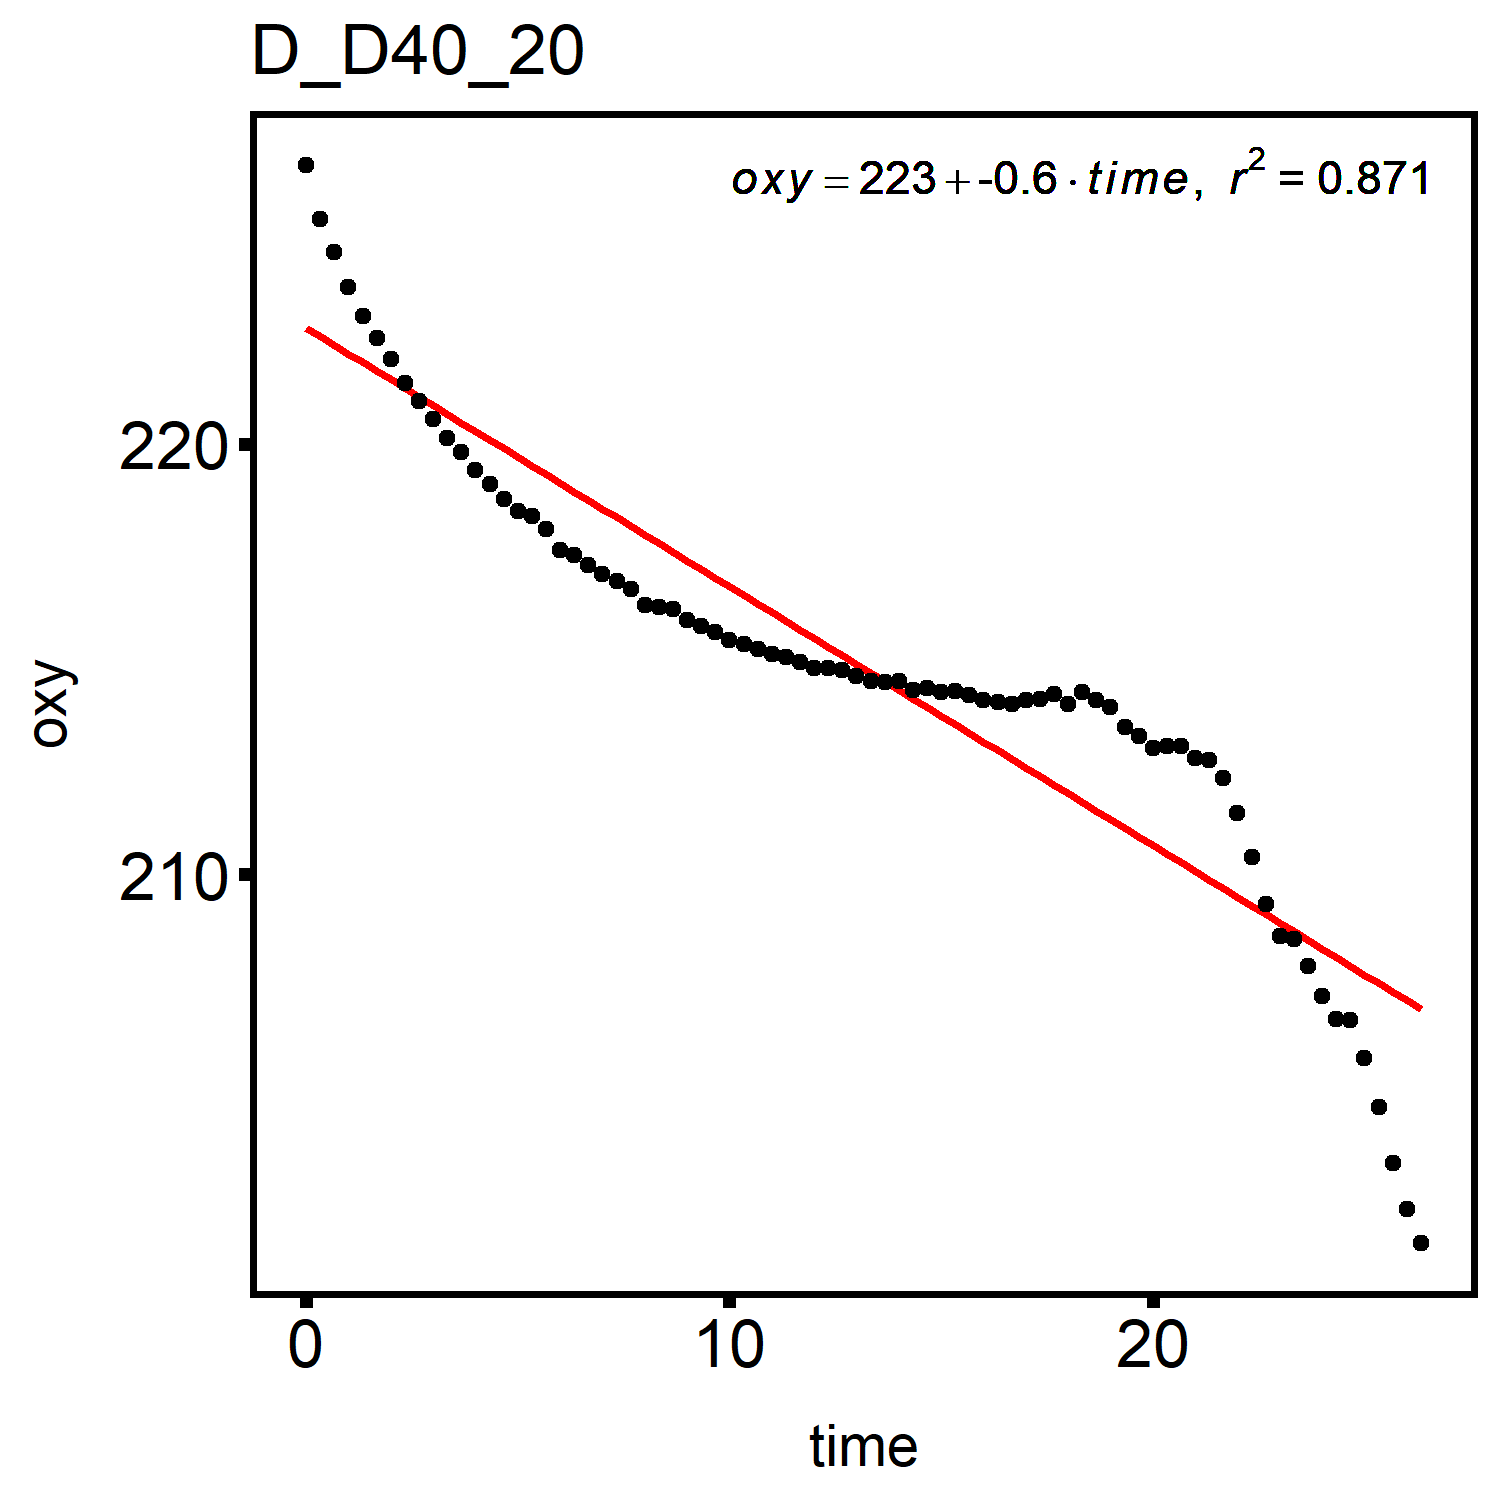 D_D40_20
oxy = 223 + -0.6 · time, r² = 0.871
220
210
oxy
0 10 20
time